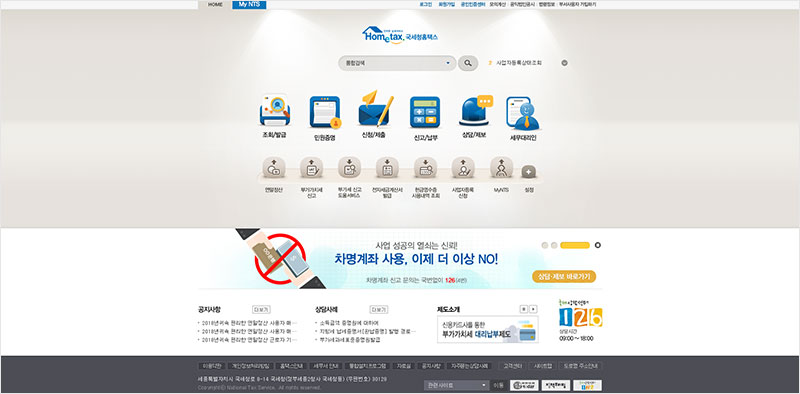 HOME
My NTS
로그인 회원가입 공인인증센터 모의계산 공익법인공시 법령정보 부서사용자 가입하기
Hometax. 국세청홈택스
통합검색
사업자등록상태조회
조회/발급
민원증명
신청/제출
신고/납부
상담/제보
세무대리인
연말정산
부가가치세
신고
부가세 신고
도움서비스
전자세금계산서
발급
현금영수증
사용내역 조회
사업자등록
신청
MyNTS
설정
사업 성공의 열쇠는 신뢰!
차명계좌 사용, 이제 더 이상 NO!
차명계좌 신고 문의는 국번없이 126(4번)
상담·제보 바로가기
공지사항
더보기
2018년귀속 편리한 연말정산 사용자 매…
2018년귀속 편리한 연말정산 사용자 매…
2018년귀속 편리한 연말정산 근로자 기…
상담사례
더보기
소득금액 증명원에 대하여
지방세 납세증명서(완납증명) 발행 경로…
부가세과세표준증명원발급
제도소개
신용카드사를 통한
부가가치세 대리납부제도
126
상담시간
09:00 ~ 18:00
이용약관
개인정보처리방침
홈택스안내
세무서 안내
통합설치프로그램
자료실
공지사항
자주묻는상담사례
고객센터
사이트맵
도로명 주소안내
세종특별자치시 국세청로 8-14 국세청(정부세종2청사 국세청동) (우편번호) 30128
Copyrightⓒ National Tax Service. All rights reserved.
관련 사이트
이동